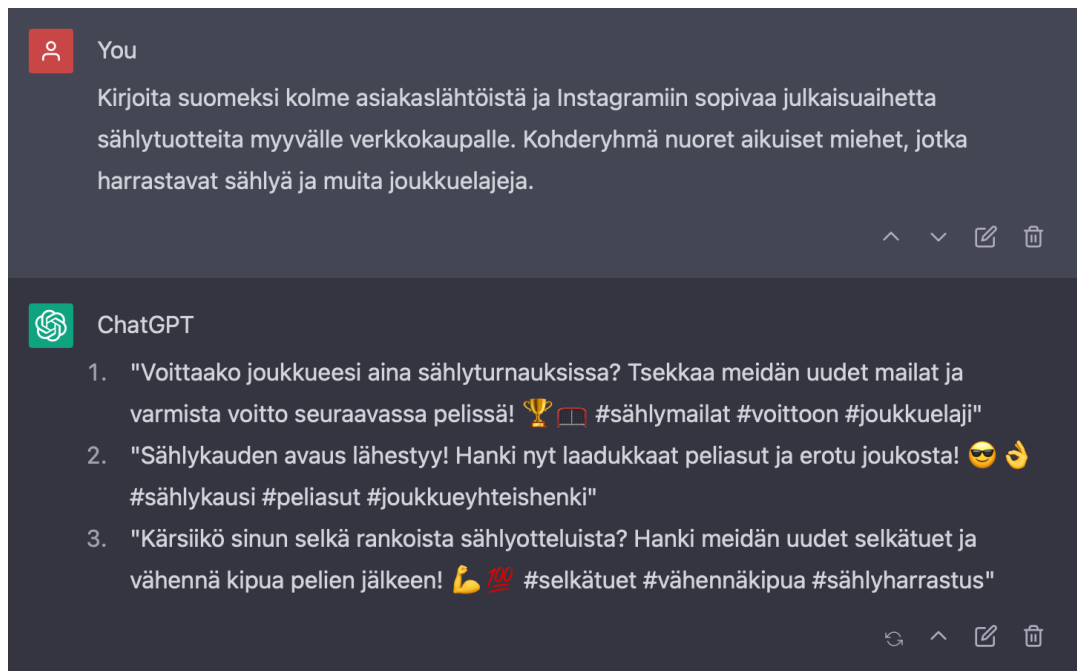 You
Kirjoita suomeksi kolme asiakaslähtöistä ja Instagramiin sopivaa julkaisuaihetta
sählytuotteita myyvälle verkkokaupalle. Kohderyhmä nuoret aikuiset miehet, jotka
harrastavat sählyä ja muita joukkuelajeja.
ChatGPT
1. "Voittaako joukkueesi aina sählyturnauksissa? Tsekkaa meidän uudet mailat ja
varmista voitto seuraavassa pelissä! 🏆🥅 #sählymailat #voittoon #joukkuelaji"
2. "Sählykauden avaus lähestyy! Hanki nyt laadukkaat peliasut ja erotu joukosta! 😎👌
#sählykausi #peliasut #joukkueyhteishenki"
3. "Kärsiikö sinun selkä rankoista sählyotteluista? Hanki meidän uudet selkätuet ja
vähennä kipua pelien jälkeen! 💪💯 #selkätuet #vähennäkipua #sählyharrastus"